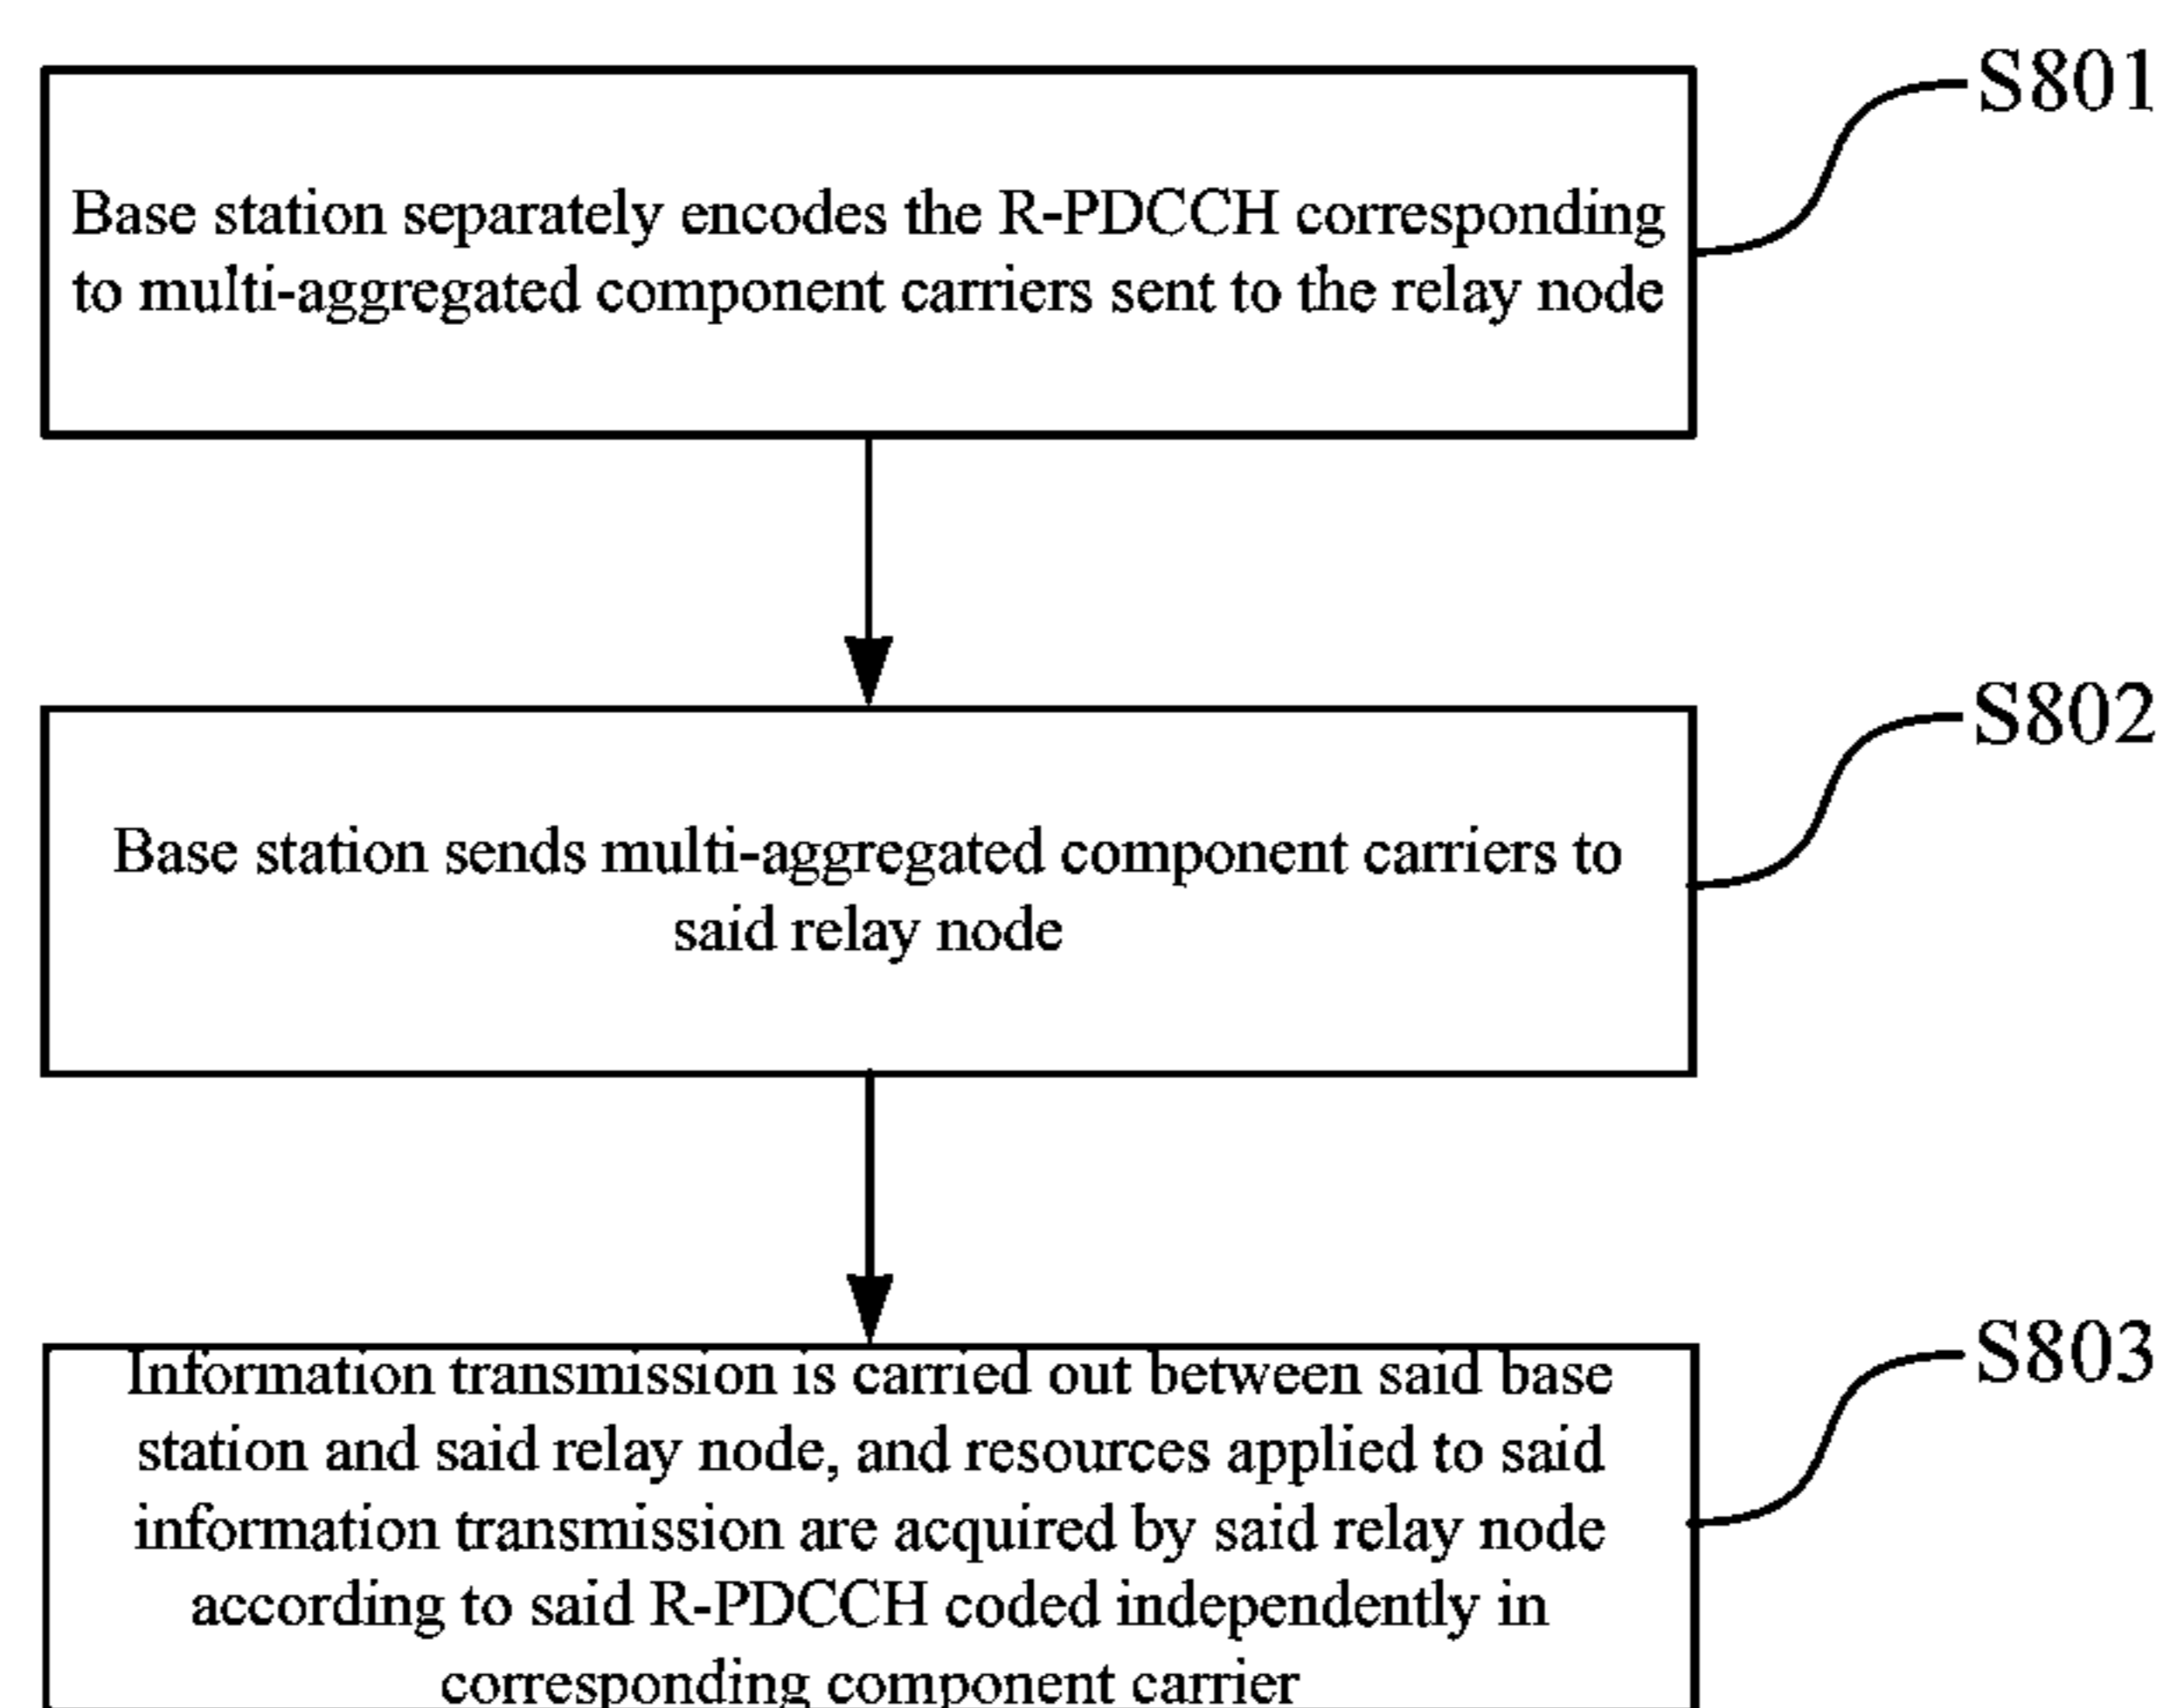 S801
Base station separately encodes the R-PDCCH corresponding
to multi-aggregated component carriers sent to the relay node
S802
Base station sends multi-aggregated component carriers to
said relay node
S803
Information transmission is carried out between said base
station and said relay node, and resources applied to said
information transmission are acquired by said relay node
according to said R-PDCCH coded independently in
corresponding component carrier